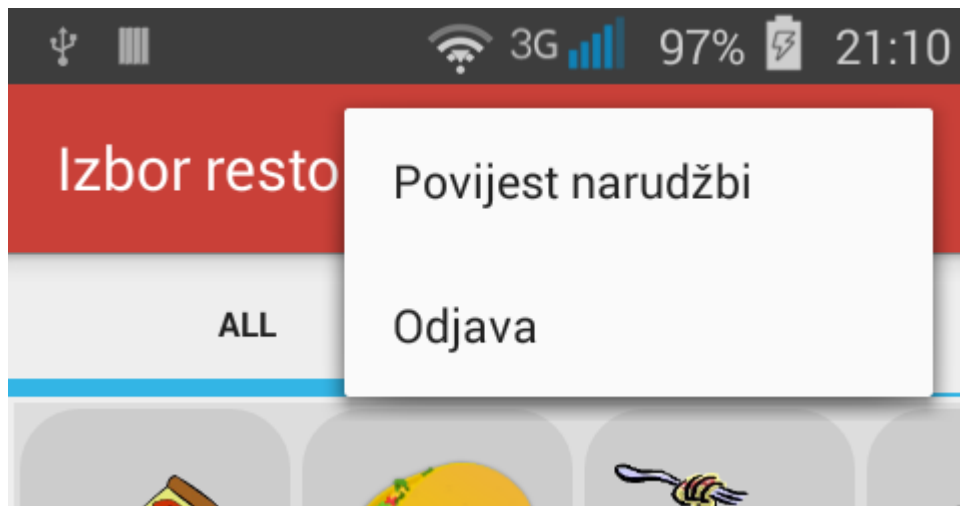 3G 97% 21:10
Izbor resto
Povijest narudžbi
ALL
Odjava